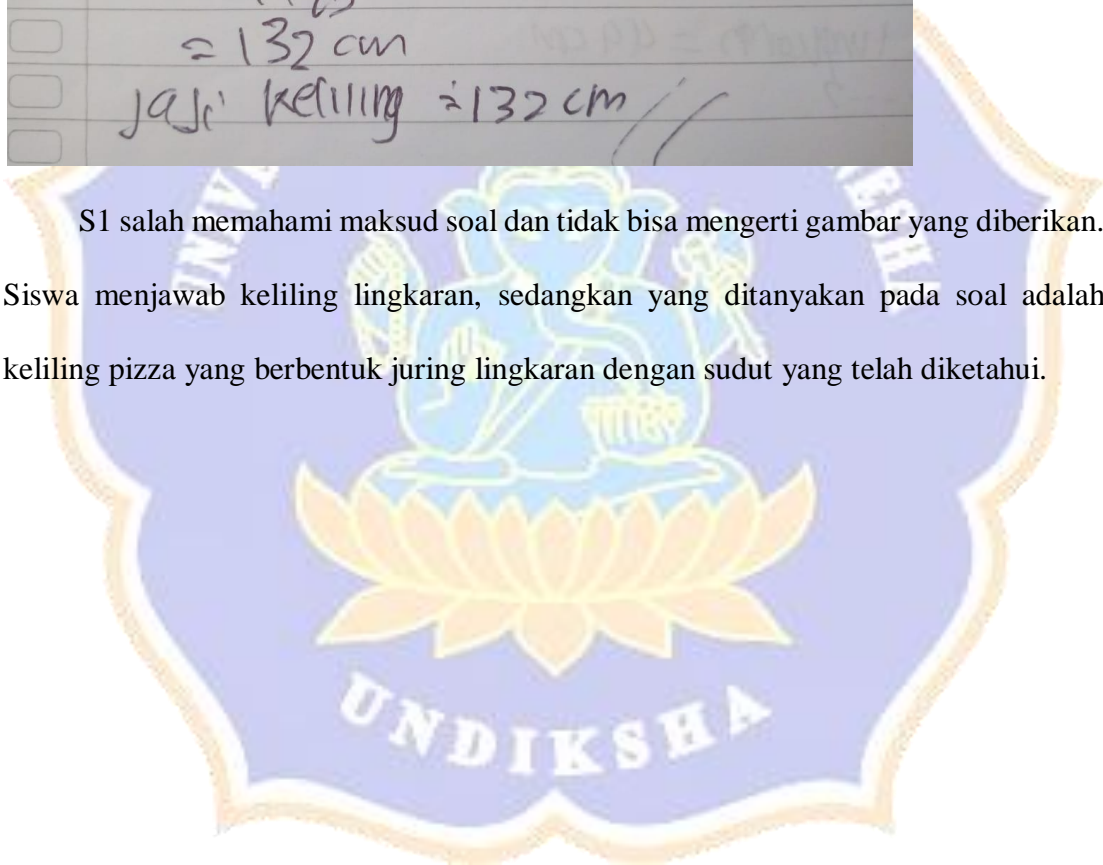 = 132 cm
jadi keliling = 132 cm
S1 salah memahami maksud soal dan tidak bisa mengerti gambar yang diberikan.
Siswa menjawab keliling lingkaran, sedangkan yang ditanyakan pada soal adalah
keliling pizza yang berbentuk juring lingkaran dengan sudut yang telah diketahui.
UNDIKSHA